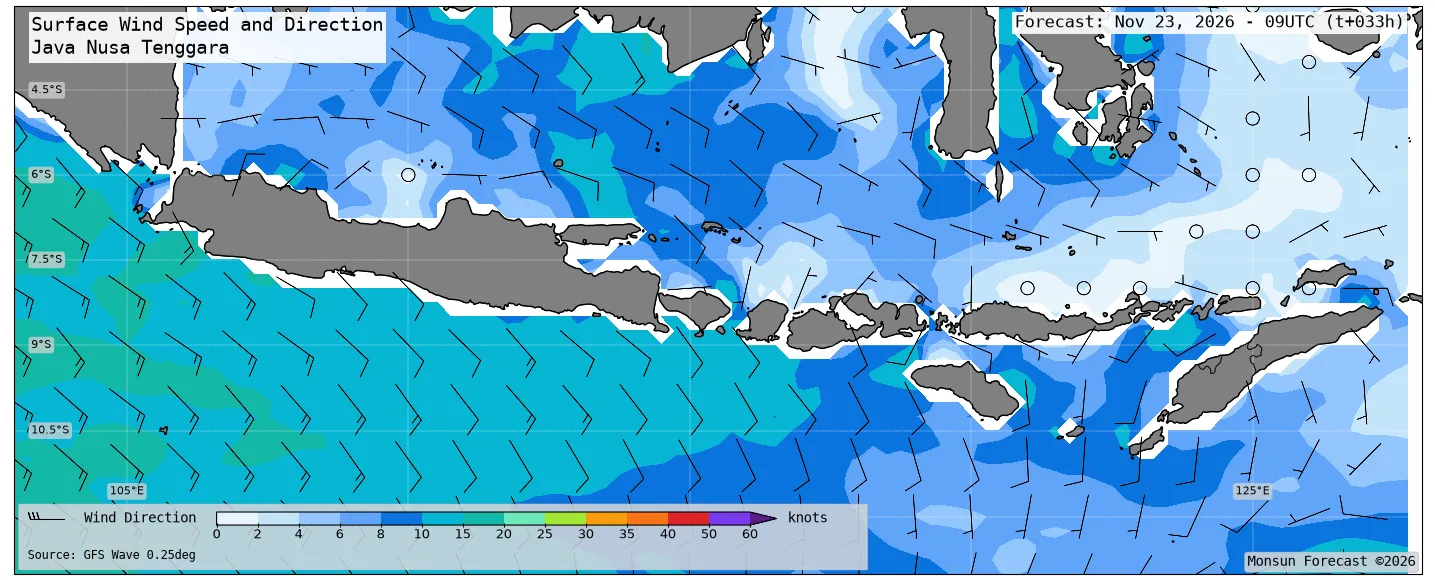 Surface Wind Speed and Direction
Java Nusa Tenggara
Forecast: Nov 23, 2026 - 09UTC (t+033h)
4.5°S
6°S
7.5°S
9°S
10.5°S
105°E
125°E
Wind Direction
0 2 4 6 8 10 15 20 25 30 35 40 50 60
knots
Source: GFS Wave 0.25deg
Monsun Forecast ©2026